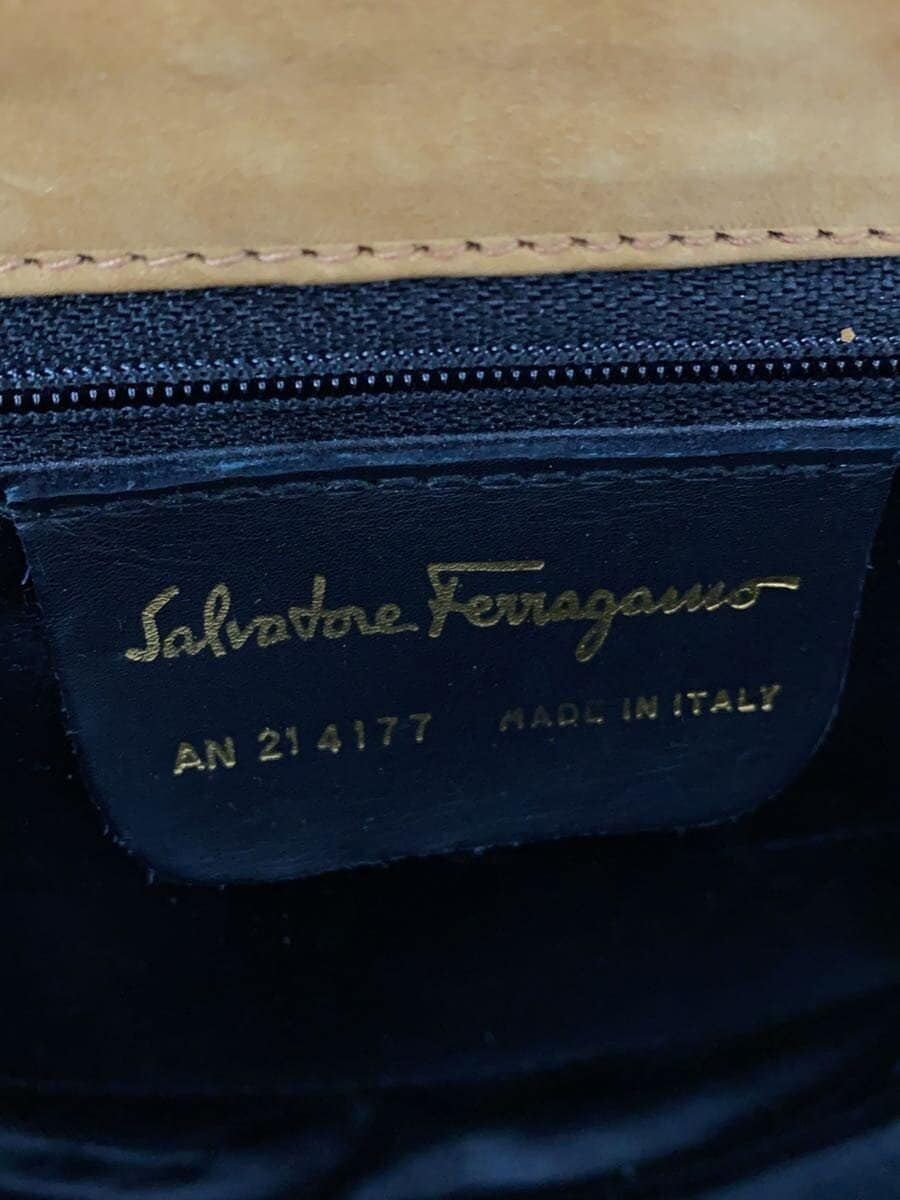 Salvatore Ferragamo
AN 21 4177 MADE IN ITALY